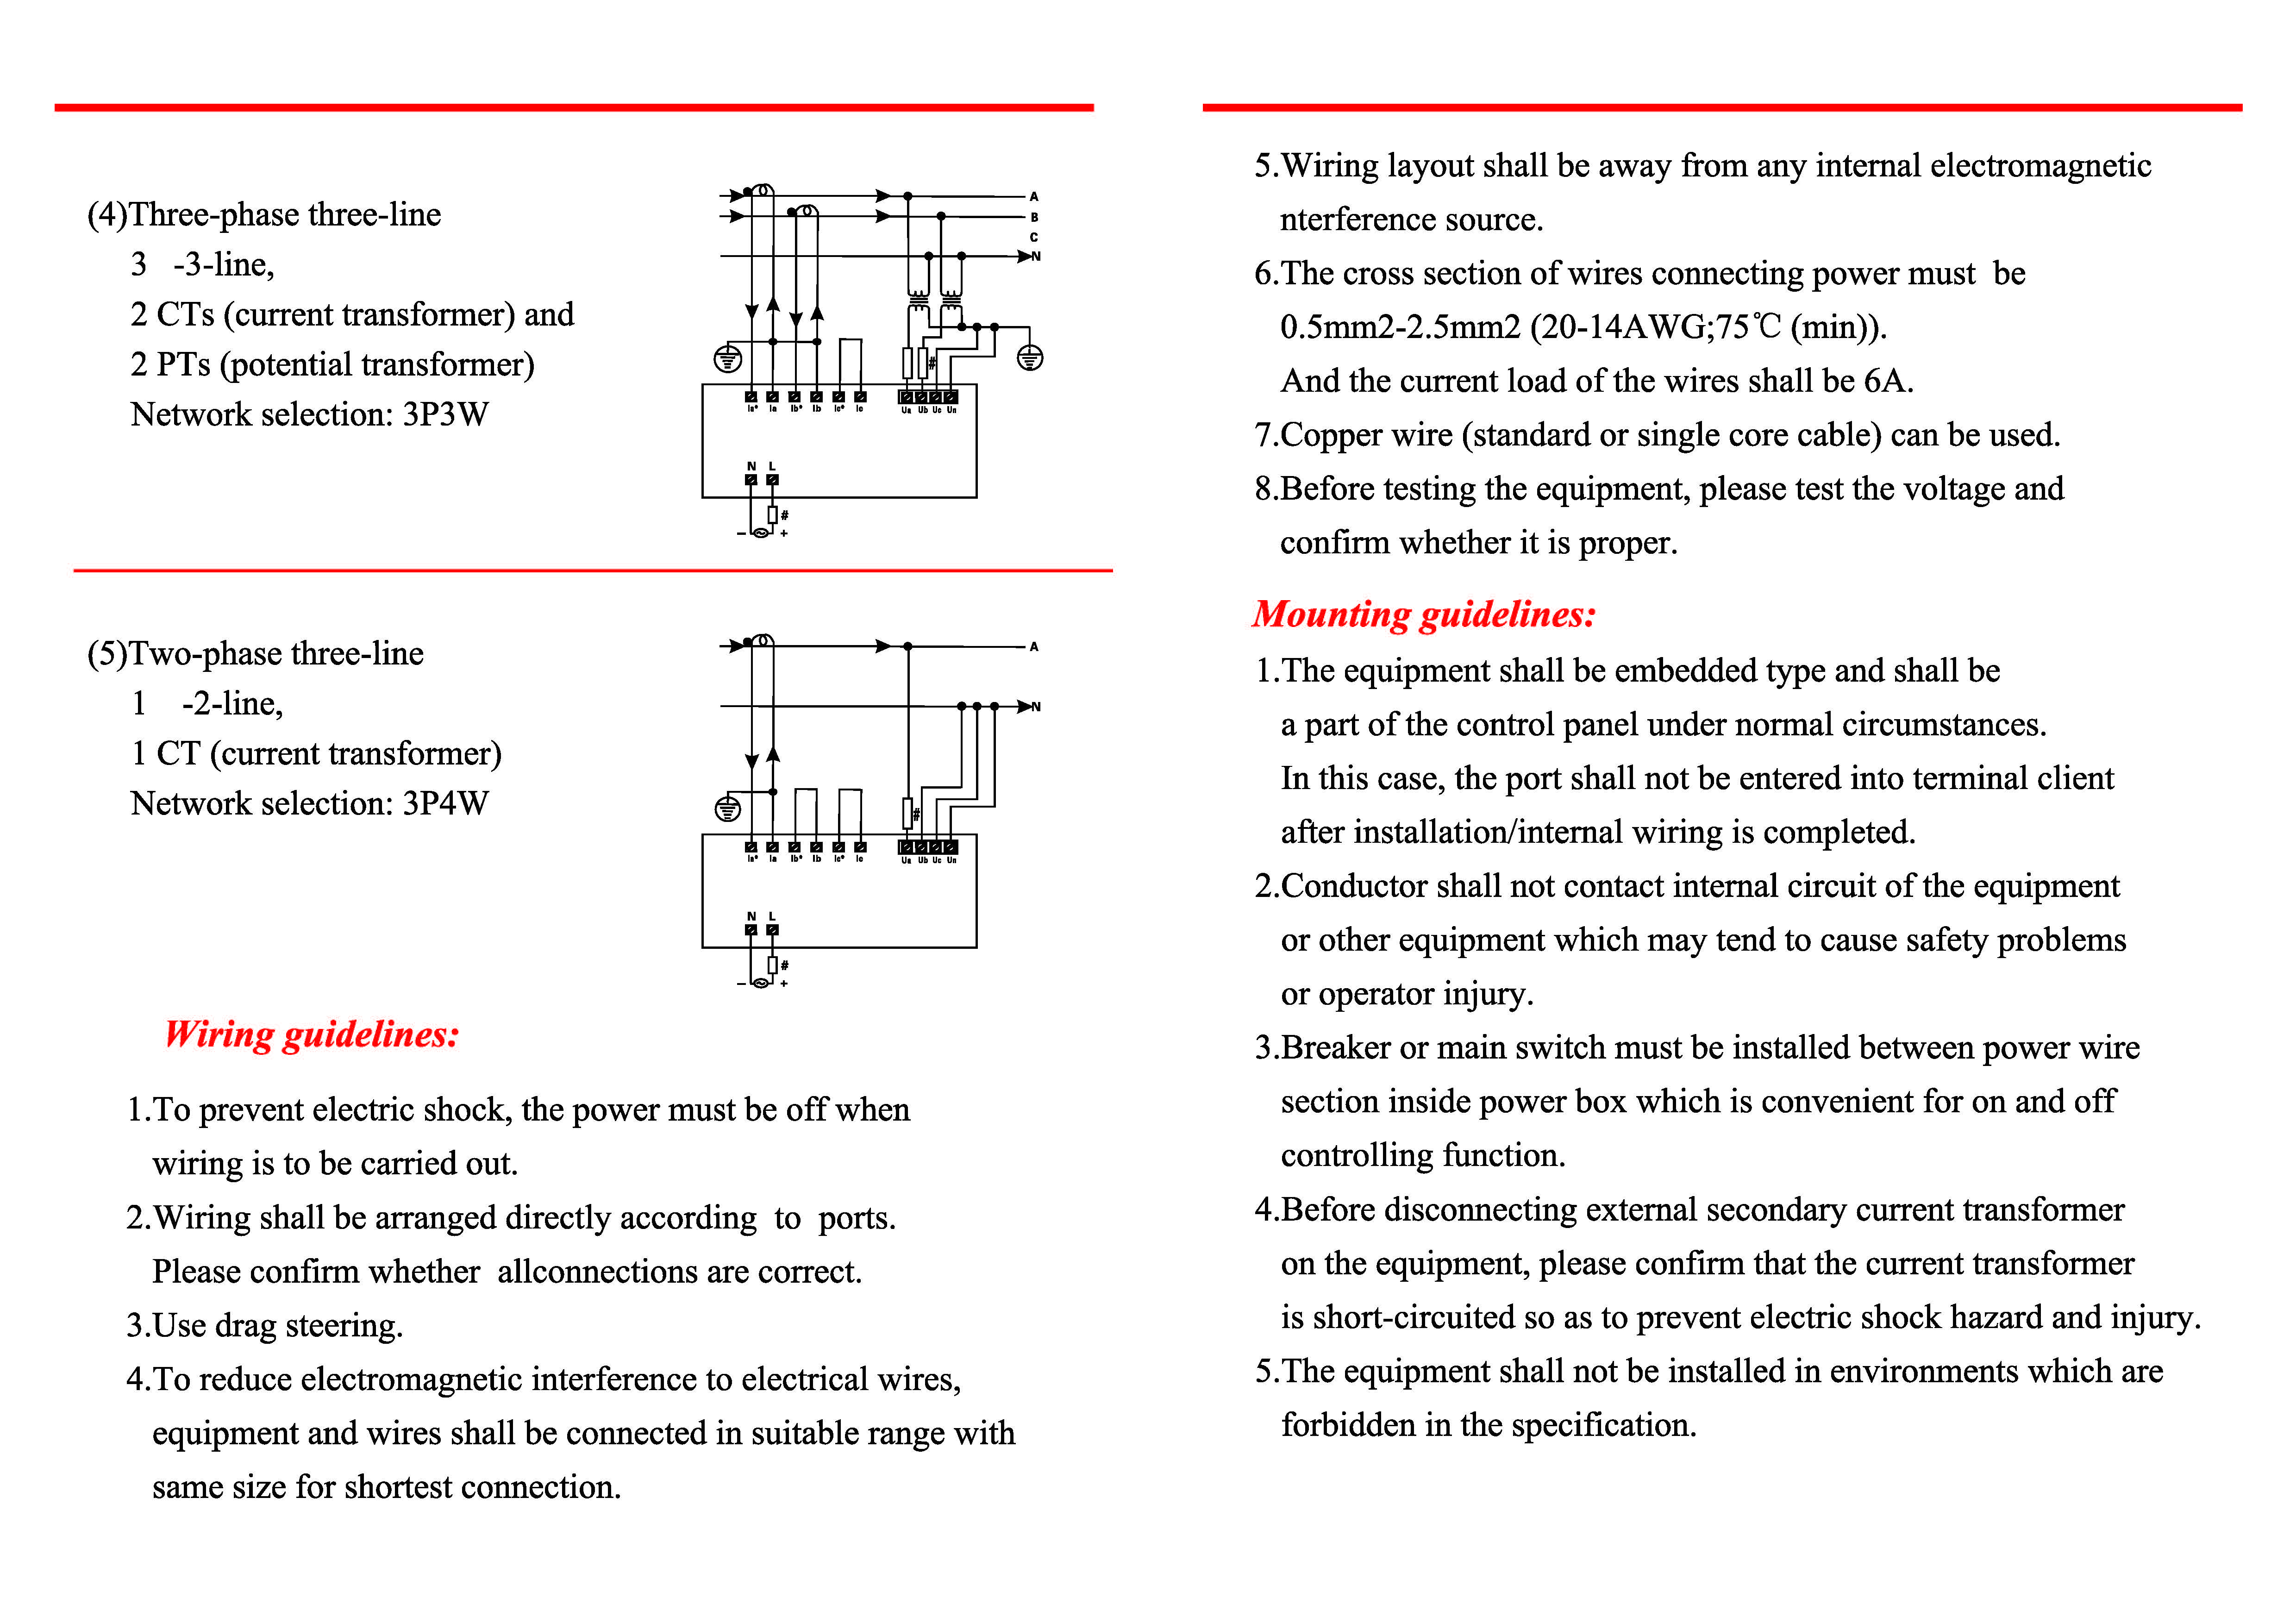 (4)Three-phase three-line
3 -3-line,
2 CTs (current transformer) and
2 PTs (potential transformer)
Network selection: 3P3W
A
B
C
N
#
Ia* Ia Ib* Ib Ic* Ic Ua Ub Uc Un
N L
#
- +
(5)Two-phase three-line
1 -2-line,
1 CT (current transformer)
Network selection: 3P4W
A
N
#
Ia* Ia Ib* Ib Ic* Ic Ua Ub Uc Un
N L
#
- +
Wiring guidelines:
1.To prevent electric shock, the power must be off when
wiring is to be carried out.
2.Wiring shall be arranged directly according to ports.
Please confirm whether allconnections are correct.
3.Use drag steering.
4.To reduce electromagnetic interference to electrical wires,
equipment and wires shall be connected in suitable range with
same size for shortest connection.
5.Wiring layout shall be away from any internal electromagnetic
nterference source.
6.The cross section of wires connecting power must be
0.5mm2-2.5mm2 (20-14AWG;75℃ (min)).
And the current load of the wires shall be 6A.
7.Copper wire (standard or single core cable) can be used.
8.Before testing the equipment, please test the voltage and
confirm whether it is proper.
Mounting guidelines:
1.The equipment shall be embedded type and shall be
a part of the control panel under normal circumstances.
In this case, the port shall not be entered into terminal client
after installation/internal wiring is completed.
2.Conductor shall not contact internal circuit of the equipment
or other equipment which may tend to cause safety problems
or operator injury.
3.Breaker or main switch must be installed between power wire
section inside power box which is convenient for on and off
controlling function.
4.Before disconnecting external secondary current transformer
on the equipment, please confirm that the current transformer
is short-circuited so as to prevent electric shock hazard and injury.
5.The equipment shall not be installed in environments which are
forbidden in the specification.